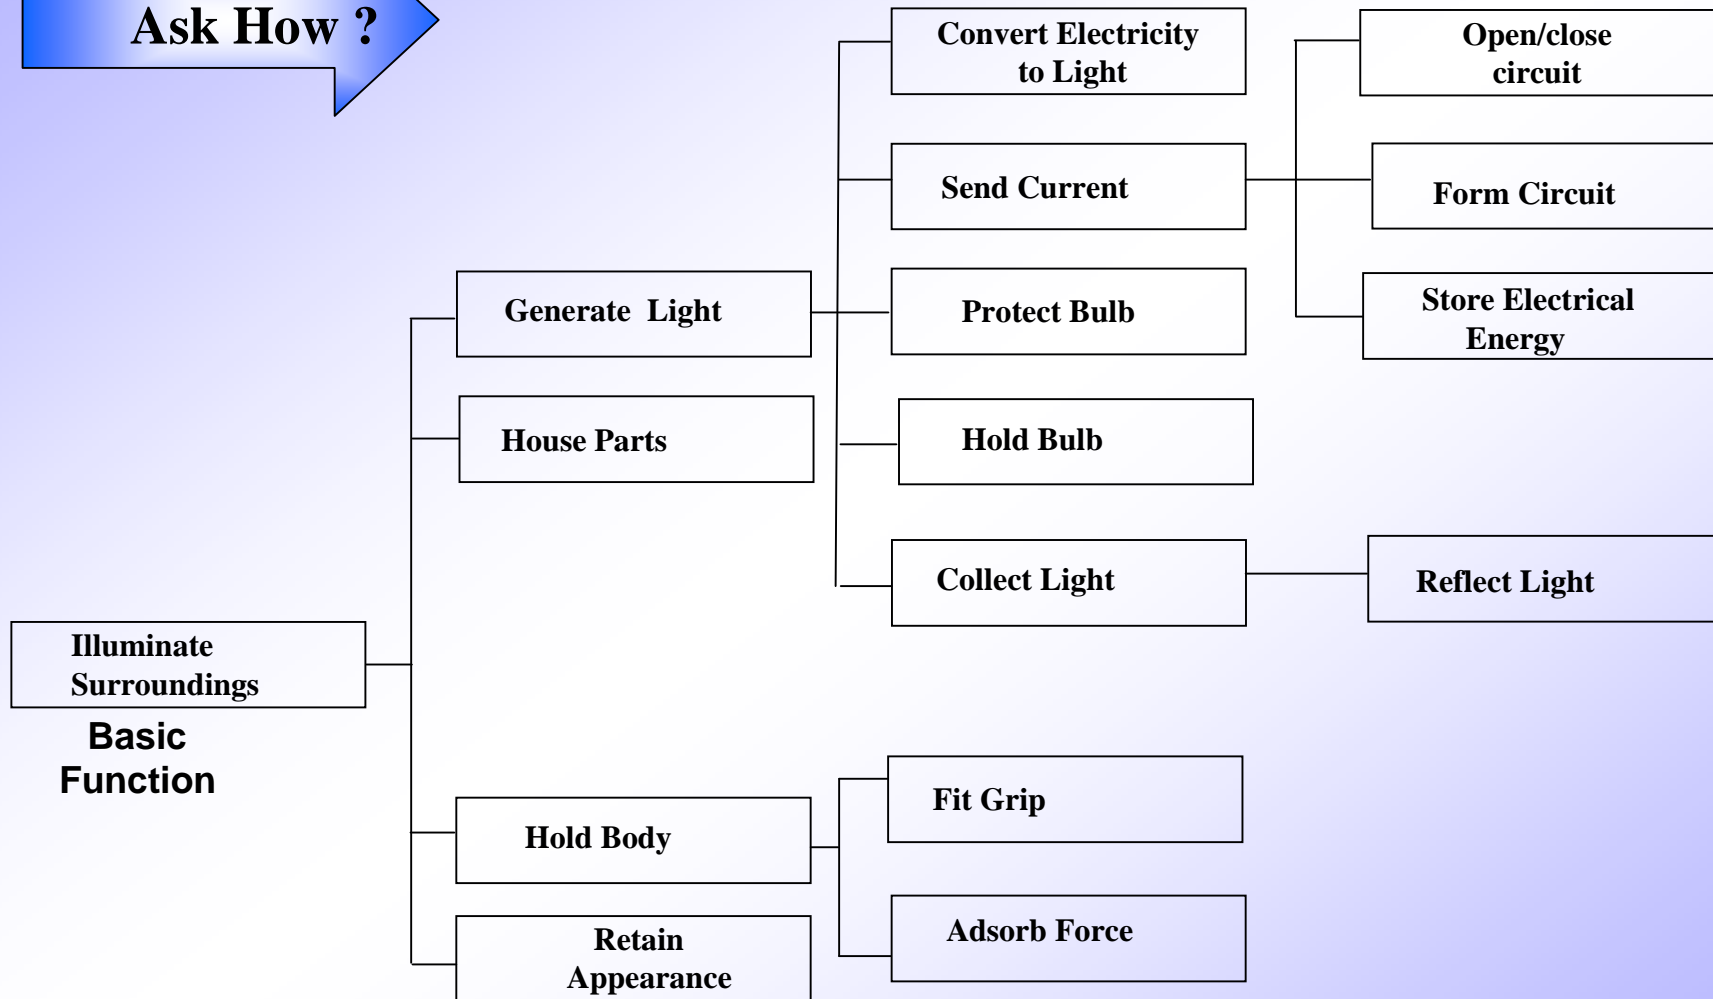 Ask How ?
Convert Electricity
to Light
Open/close
circuit
Send Current
Form Circuit
Generate Light
Protect Bulb
Store Electrical
Energy
House Parts
Hold Bulb
Collect Light
Reflect Light
Illuminate
Surroundings
Basic
Function
Fit Grip
Hold Body
Adsorb Force
Retain
Appearance